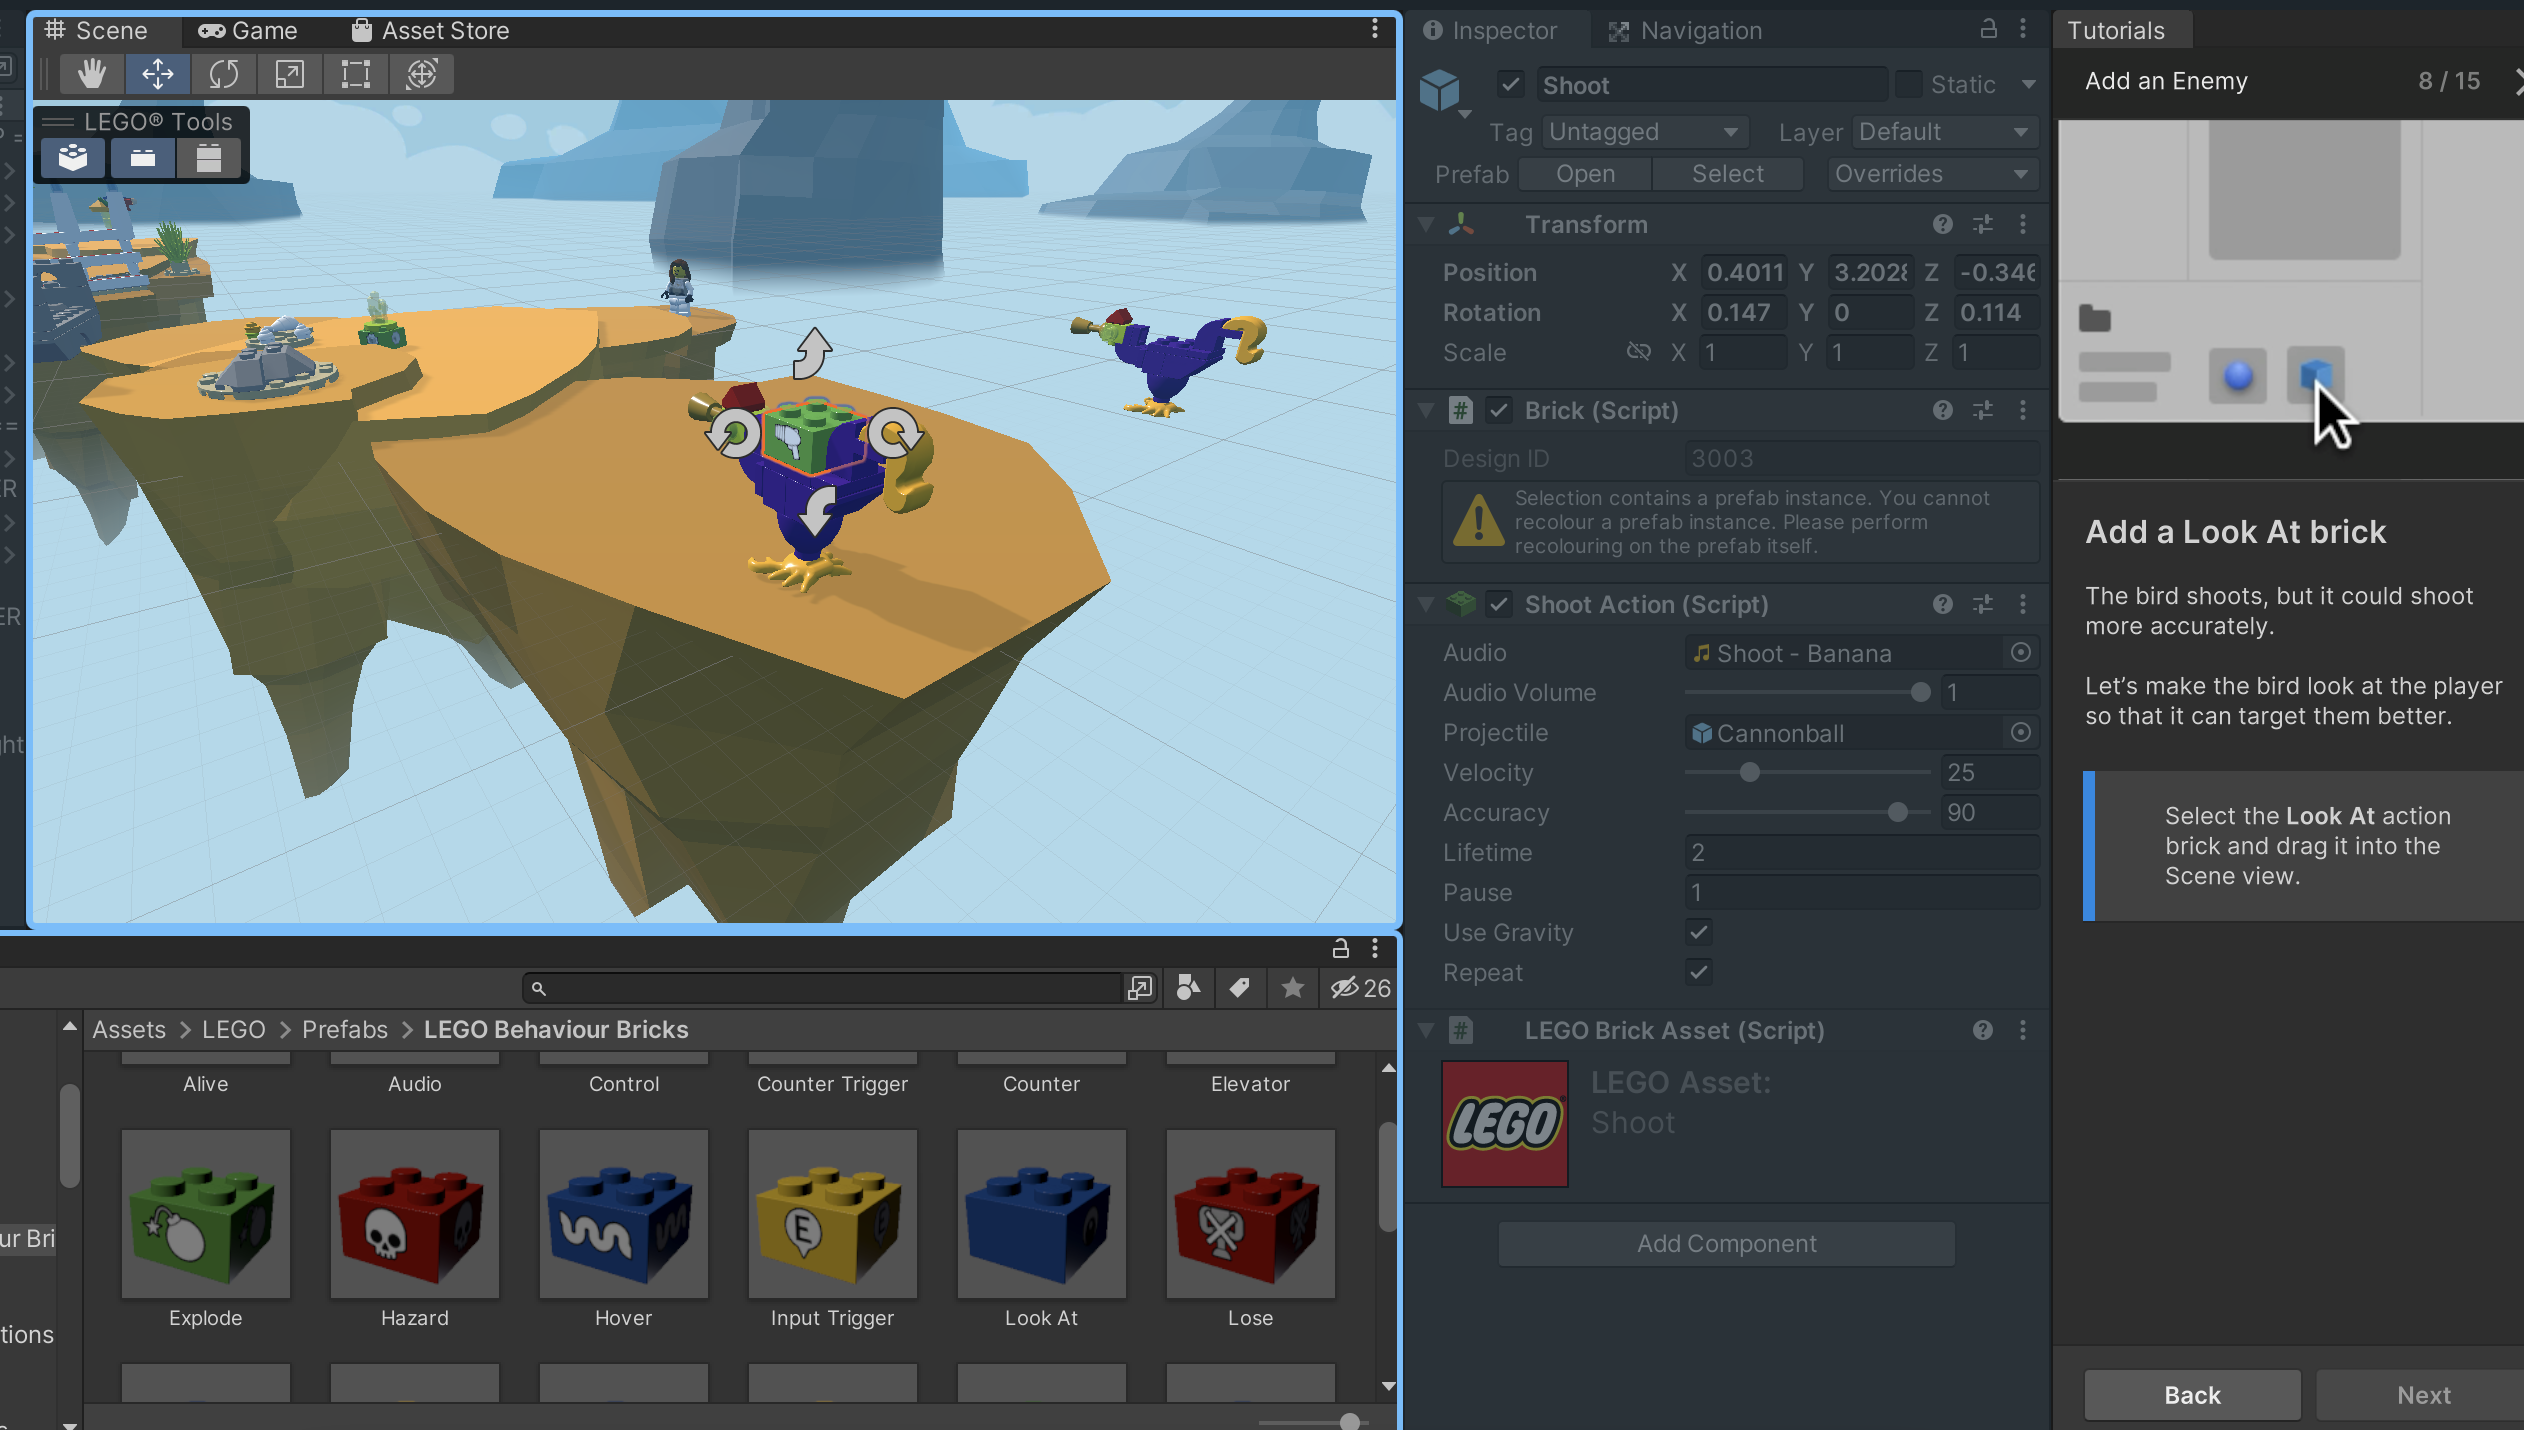 Scene
Game
Asset Store
LEGO® Tools
Inspector
Navigation
Shoot
Static
Tag Untagged
Layer Default
Prefab Open Select Overrides
Transform
Position X 0.4011 Y 3.2028 Z -0.346
Rotation X 0.147 Y 0 Z 0.114
Scale X 1 Y 1 Z 1
# Brick (Script)
Design ID 3003
Selection contains a prefab instance. You cannot
recolour a prefab instance. Please perform
recolouring on the prefab itself.
Shoot Action (Script)
Audio Shoot - Banana
Audio Volume 1
Projectile Cannonball
Velocity 25
Accuracy 90
Lifetime 2
Pause 1
Use Gravity
Repeat
# LEGO Brick Asset (Script)
LEGO
LEGO Asset:
Shoot
Add Component
Tutorials
Add an Enemy 8 / 15
Add a Look At brick
The bird shoots, but it could shoot
more accurately.
Let’s make the bird look at the player
so that it can target them better.
Select the Look At action
brick and drag it into the
Scene view.
Back
Next
26
Assets > LEGO > Prefabs > LEGO Behaviour Bricks
Alive Audio Control Counter Trigger Counter Elevator
E
Explode Hazard Hover Input Trigger Look At Lose
ER
ER
ght
ur Bri
tions